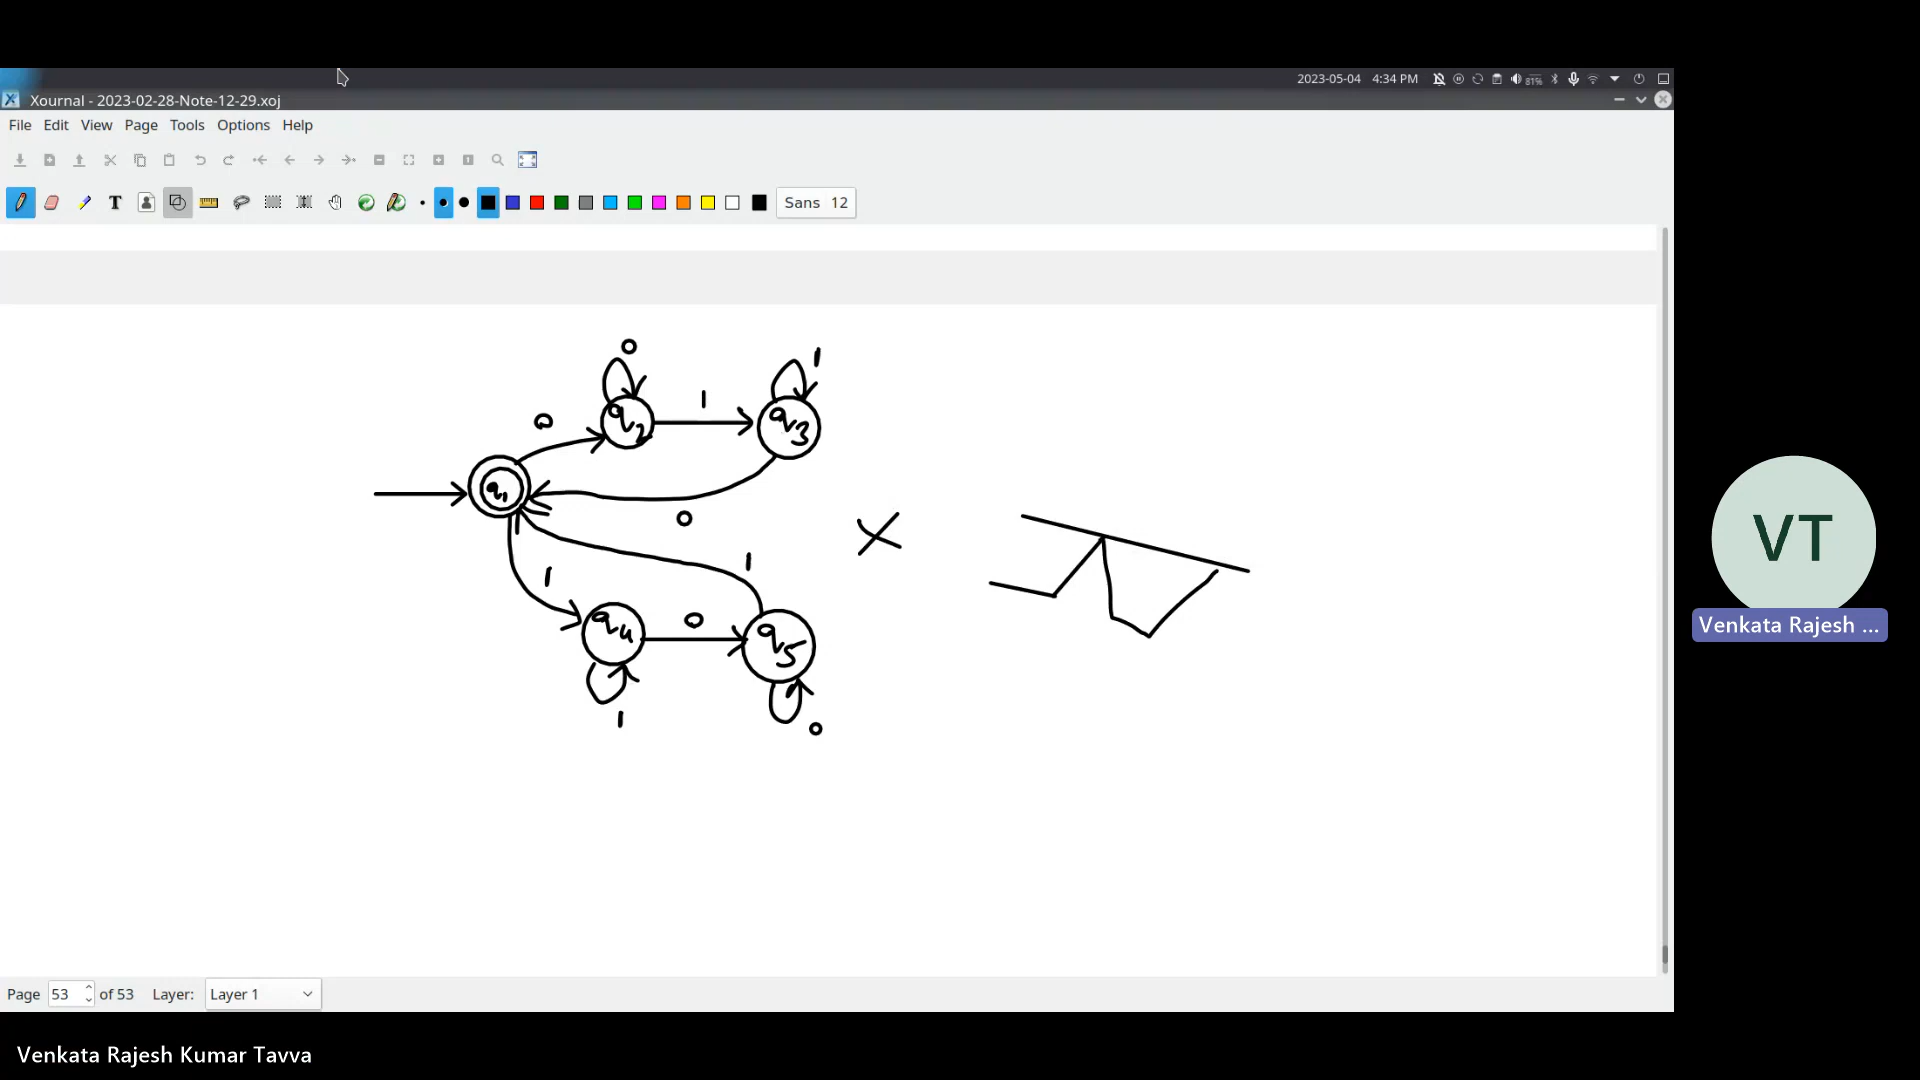 2023-05-04 4:34 PM 81%
Xournal - 2023-02-28-Note-12-29.xoj
File Edit View Page Tools Options Help
T Sans 12
0 1
0 q2 1 q3
q1
0
1 1
q4 0 q5
1 0
VT
Venkata Rajesh ...
Page 53 of 53 Layer: Layer 1
Venkata Rajesh Kumar Tavva